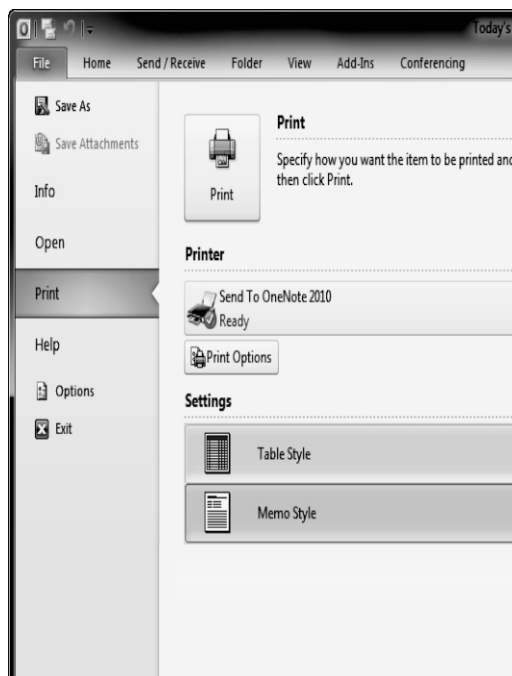 Today's
File Home Send / Receive Folder View Add-Ins Conferencing
Save As
Save Attachments
Info
Open
Print
Help
Options
Exit
Print
Print
Specify how you want the item to be printed and
then click Print.
Printer
Send To OneNote 2010
Ready
Print Options
Settings
Table Style
Memo Style